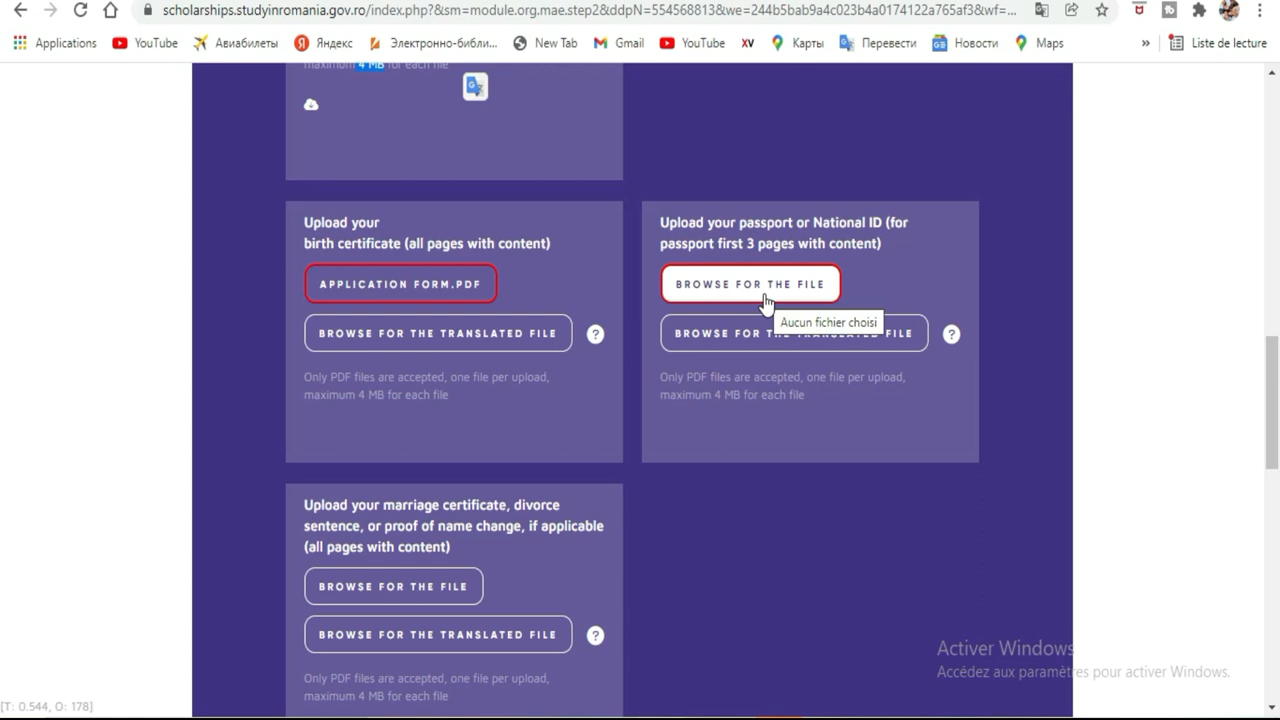 scholarships.studyinromania.gov.ro/index.php?&sm=module.org.mae.step2&ddpN=554568813&we=244b5bab9a4c023b4a0174122a765af3&wf=...
Applications YouTube Авиабилеты Яндекс Электронно-библи... New Tab Gmail YouTube XV Карты Перевести Новости Maps » Liste de lecture
maximum 4 MB for each file
Upload your
birth certificate (all pages with content)
APPLICATION FORM.PDF
BROWSE FOR THE TRANSLATED FILE ?
Only PDF files are accepted, one file per upload,
maximum 4 MB for each file
Upload your passport or National ID (for
passport first 3 pages with content)
BROWSE FOR THE FILE
Aucun fichier choisi
BROWSE FOR THE TRANSLATED FILE ?
Only PDF files are accepted, one file per upload,
maximum 4 MB for each file
Upload your marriage certificate, divorce
sentence, or proof of name change, if applicable
(all pages with content)
BROWSE FOR THE FILE
BROWSE FOR THE TRANSLATED FILE ?
Only PDF files are accepted, one file per upload,
maximum 4 MB for each file
Activer Windows
Accédez aux paramètres pour activer Windows.
[T: 0.544, O: 178]